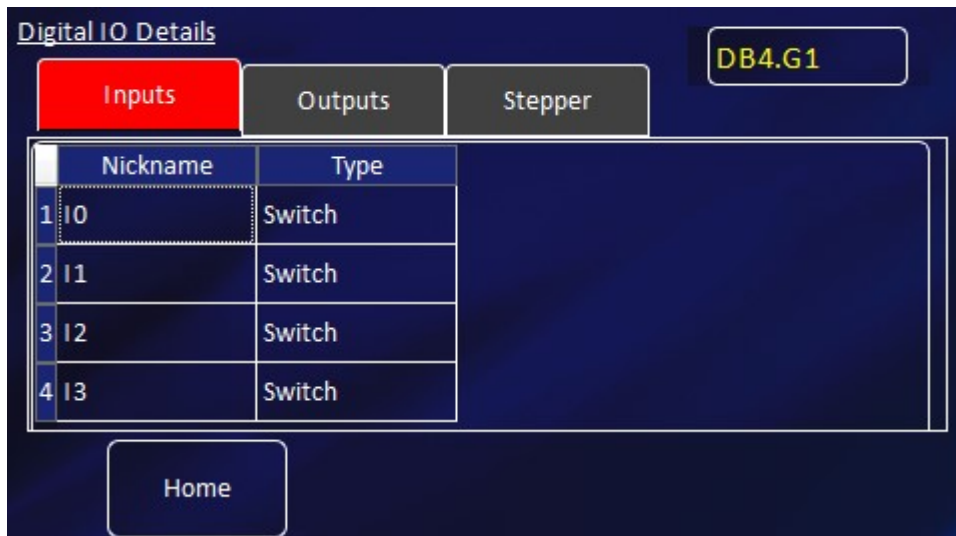 Digital IO Details
DB4.G1
Inputs Outputs Stepper
Nickname Type
1 I0 Switch
2 I1 Switch
3 I2 Switch
4 I3 Switch
Home